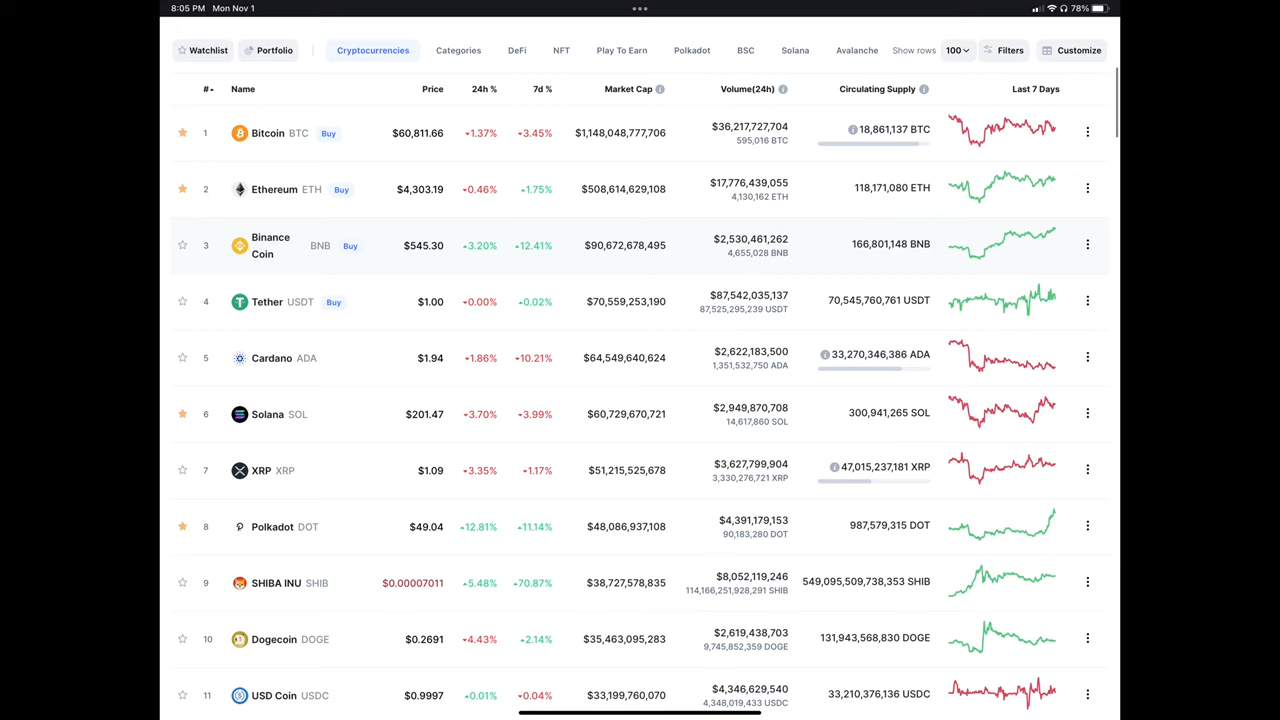 8:05 PM Mon Nov 1
78%
Watchlist Portfolio Cryptocurrencies Categories DeFi NFT Play To Earn Polkadot BSC Solana Avalanche Show rows 100 Filters Customize
# Name Price 24h % 7d % Market Cap Volume(24h) Circulating Supply Last 7 Days
1 Bitcoin BTC Buy $60,811.66 1.37% 3.45% $1,148,048,777,706 $36,217,727,704 18,861,137 BTC
595,016 BTC
2 Ethereum ETH Buy $4,303.19 0.46% 1.75% $508,614,629,108 $17,776,439,055 118,171,080 ETH
4,130,162 ETH
3 Binance Coin BNB Buy $545.30 3.20% 12.41% $90,672,678,495 $2,530,461,262 166,801,148 BNB
4,655,028 BNB
4 Tether USDT Buy $1.00 0.00% 0.02% $70,559,253,190 $87,542,035,137 70,545,760,761 USDT
87,525,295,239 USDT
5 Cardano ADA $1.94 1.86% 10.21% $64,549,640,624 $2,622,183,500 33,270,346,386 ADA
1,351,532,750 ADA
6 Solana SOL $201.47 3.70% 3.99% $60,729,670,721 $2,949,870,708 300,941,265 SOL
14,617,860 SOL
7 XRP XRP $1.09 3.35% 1.17% $51,215,525,678 $3,627,799,904 47,015,237,181 XRP
3,330,276,721 XRP
8 Polkadot DOT $49.04 12.81% 11.14% $48,086,937,108 $4,391,179,153 987,579,315 DOT
90,183,280 DOT
9 SHIBA INU SHIB $0.00007011 5.48% 70.87% $38,727,578,835 $8,052,119,246 549,095,509,738,353 SHIB
114,166,251,928,291 SHIB
10 Dogecoin DOGE $0.2691 4.43% 2.14% $35,463,095,283 $2,619,438,703 131,943,568,830 DOGE
9,745,852,359 DOGE
11 USD Coin USDC $0.9997 0.01% 0.04% $33,199,760,070 $4,346,629,540 33,210,376,136 USDC
4,348,019,433 USDC